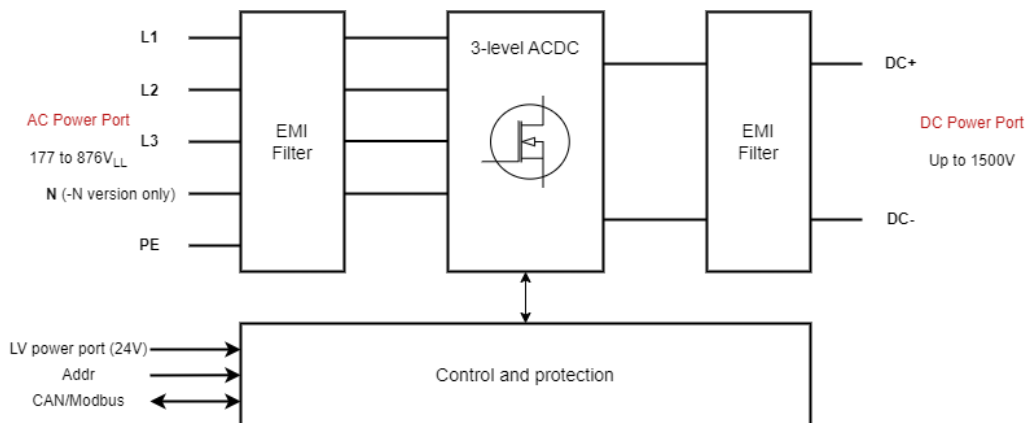 L1
L2
AC Power Port
L3
177 to 876VLL
N (-N version only)
PE
EMI
Filter
3-level ACDC
EMI
Filter
DC+
DC Power Port
Up to 1500V
DC-
LV power port (24V)
Addr
CAN/Modbus
Control and protection